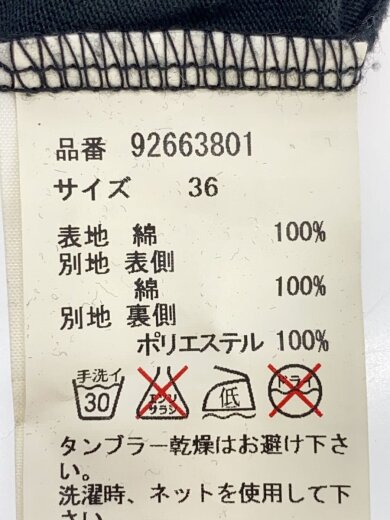 品番 92663801
サイズ 36
表地 綿 100%
別地 表側
綿 100%
別地 裏側
ポリエステル 100%
手洗イ 30 エンソサラシ 低 ドライ
タンブラー乾燥はお避け下さ
い。
洗濯時、ネットを使用して下
さい